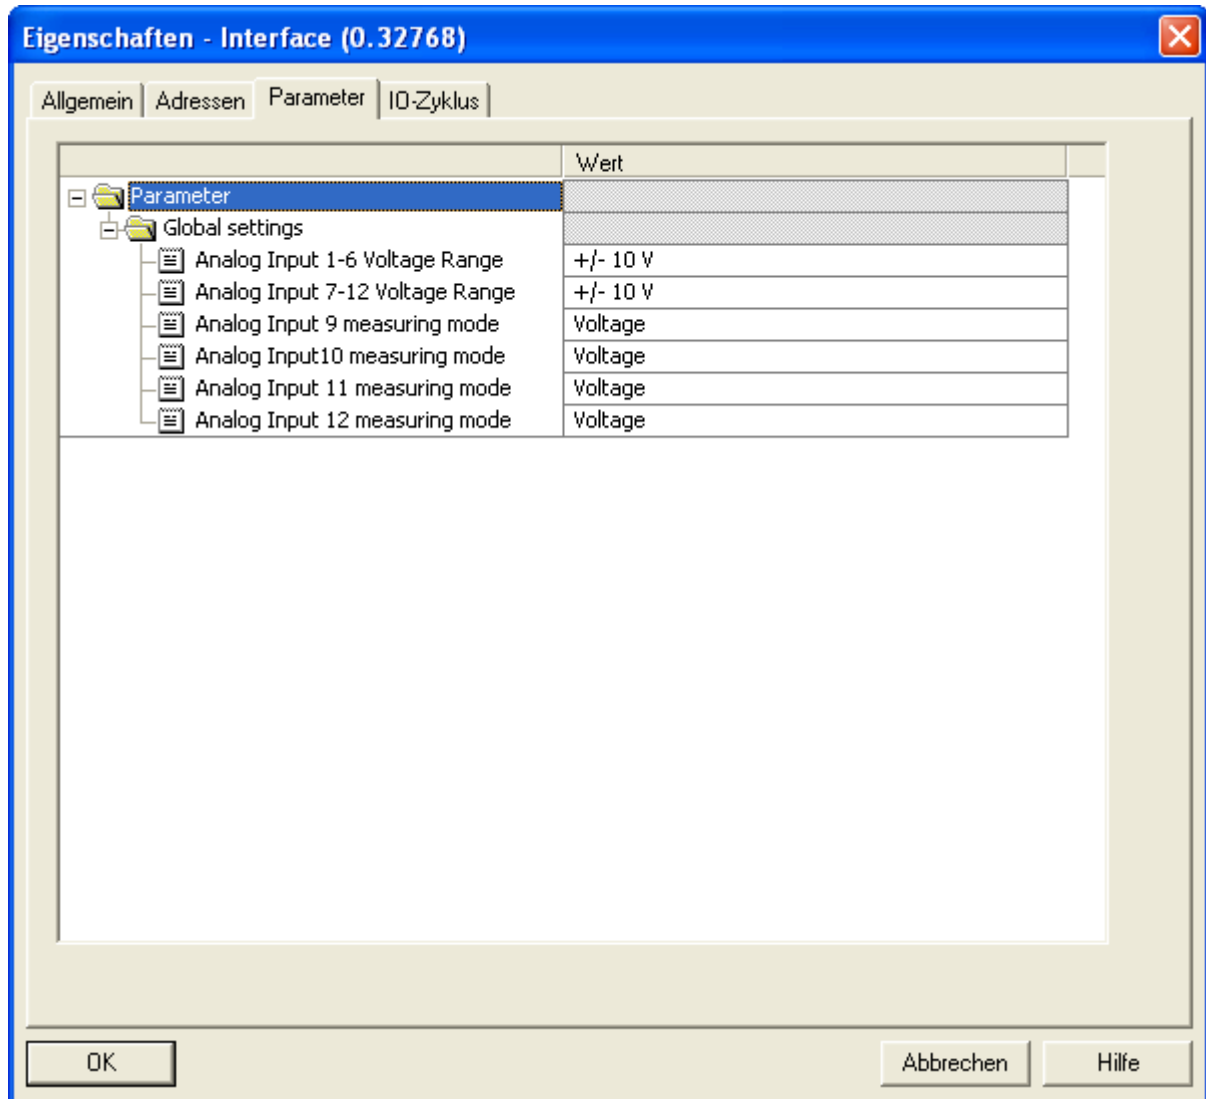 Eigenschaften - Interface (0.32768)
Allgemein Adressen Parameter IO-Zyklus
Wert
Parameter
Global settings
Analog Input 1-6 Voltage Range +/- 10 V
Analog Input 7-12 Voltage Range +/- 10 V
Analog Input 9 measuring mode Voltage
Analog Input10 measuring mode Voltage
Analog Input 11 measuring mode Voltage
Analog Input 12 measuring mode Voltage
OK Abbrechen Hilfe